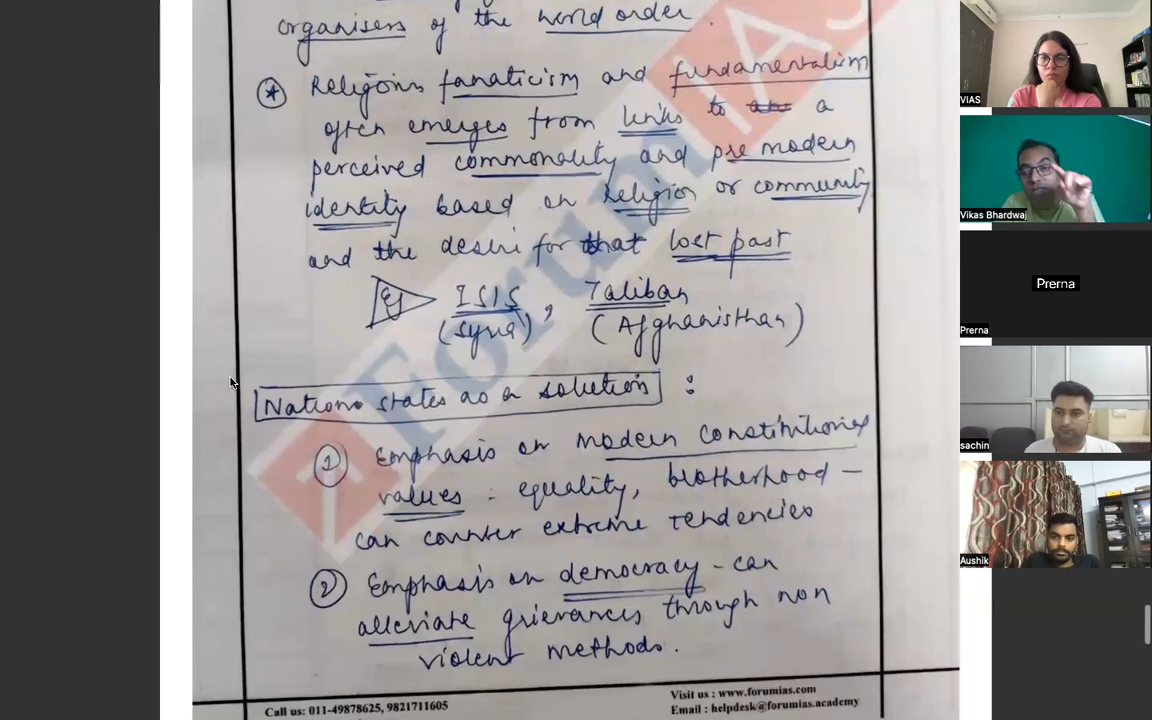 organisers of the world order.
Religious fanaticism and fundamentalism
often emerges from links to a
perceived commonality and pre modern
identity based on religion or community
and the desire for that lost past
Eg ISIS, Taliban
(Syria) (Afghanisthan)
Nation states as a solution :
1 Emphasis on modern constitutional
values : equality, brotherhood -
can counter extreme tendencies
2 Emphasis on democracy - can
alleviate grievances through non
violent methods.
Call us: 011-49878625, 9821711605
Visit us : www.forumias.com
Email : helpdesk@forumias.academy
ForumIAS
VIAS
Vikas Bhardwaj
Prerna
Prerna
sachin
Aushik